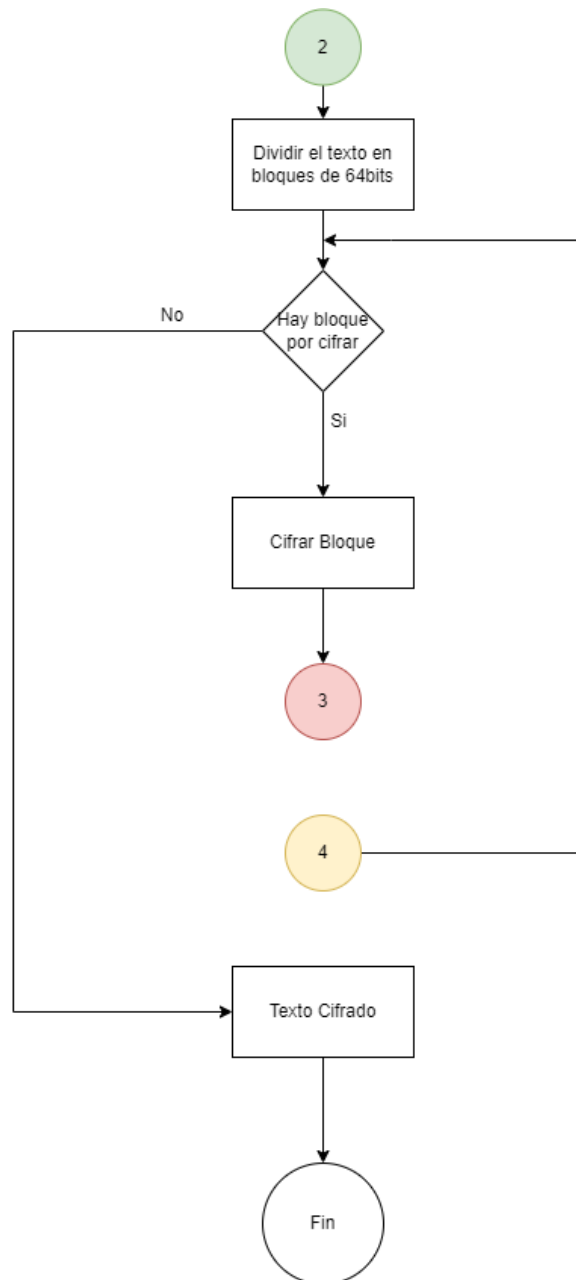 2
Dividir el texto en
bloques de 64bits
Hay bloque
por cifrar
No
Si
Cifrar Bloque
3
4
Texto Cifrado
Fin